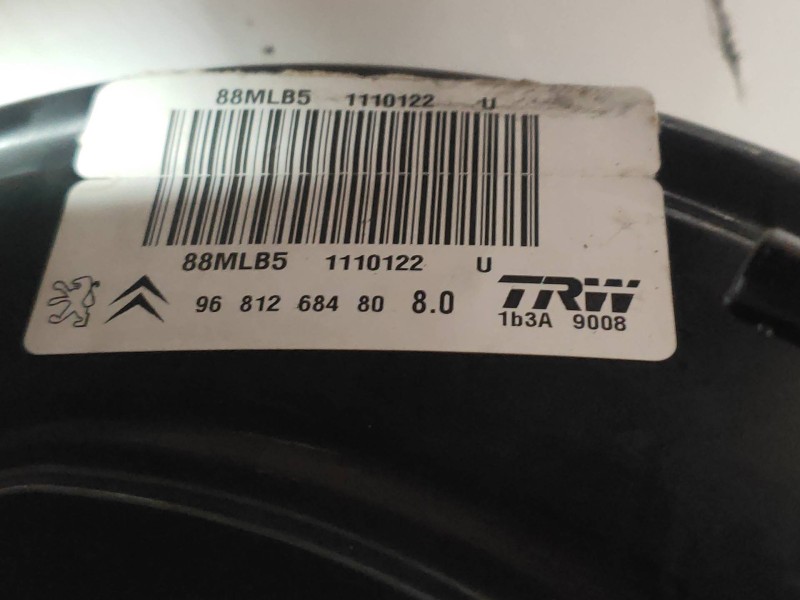 88MLB5 1110122 U
88MLB5 1110122 U
96 812 684 80 8.0 TRW
1b3A 9008